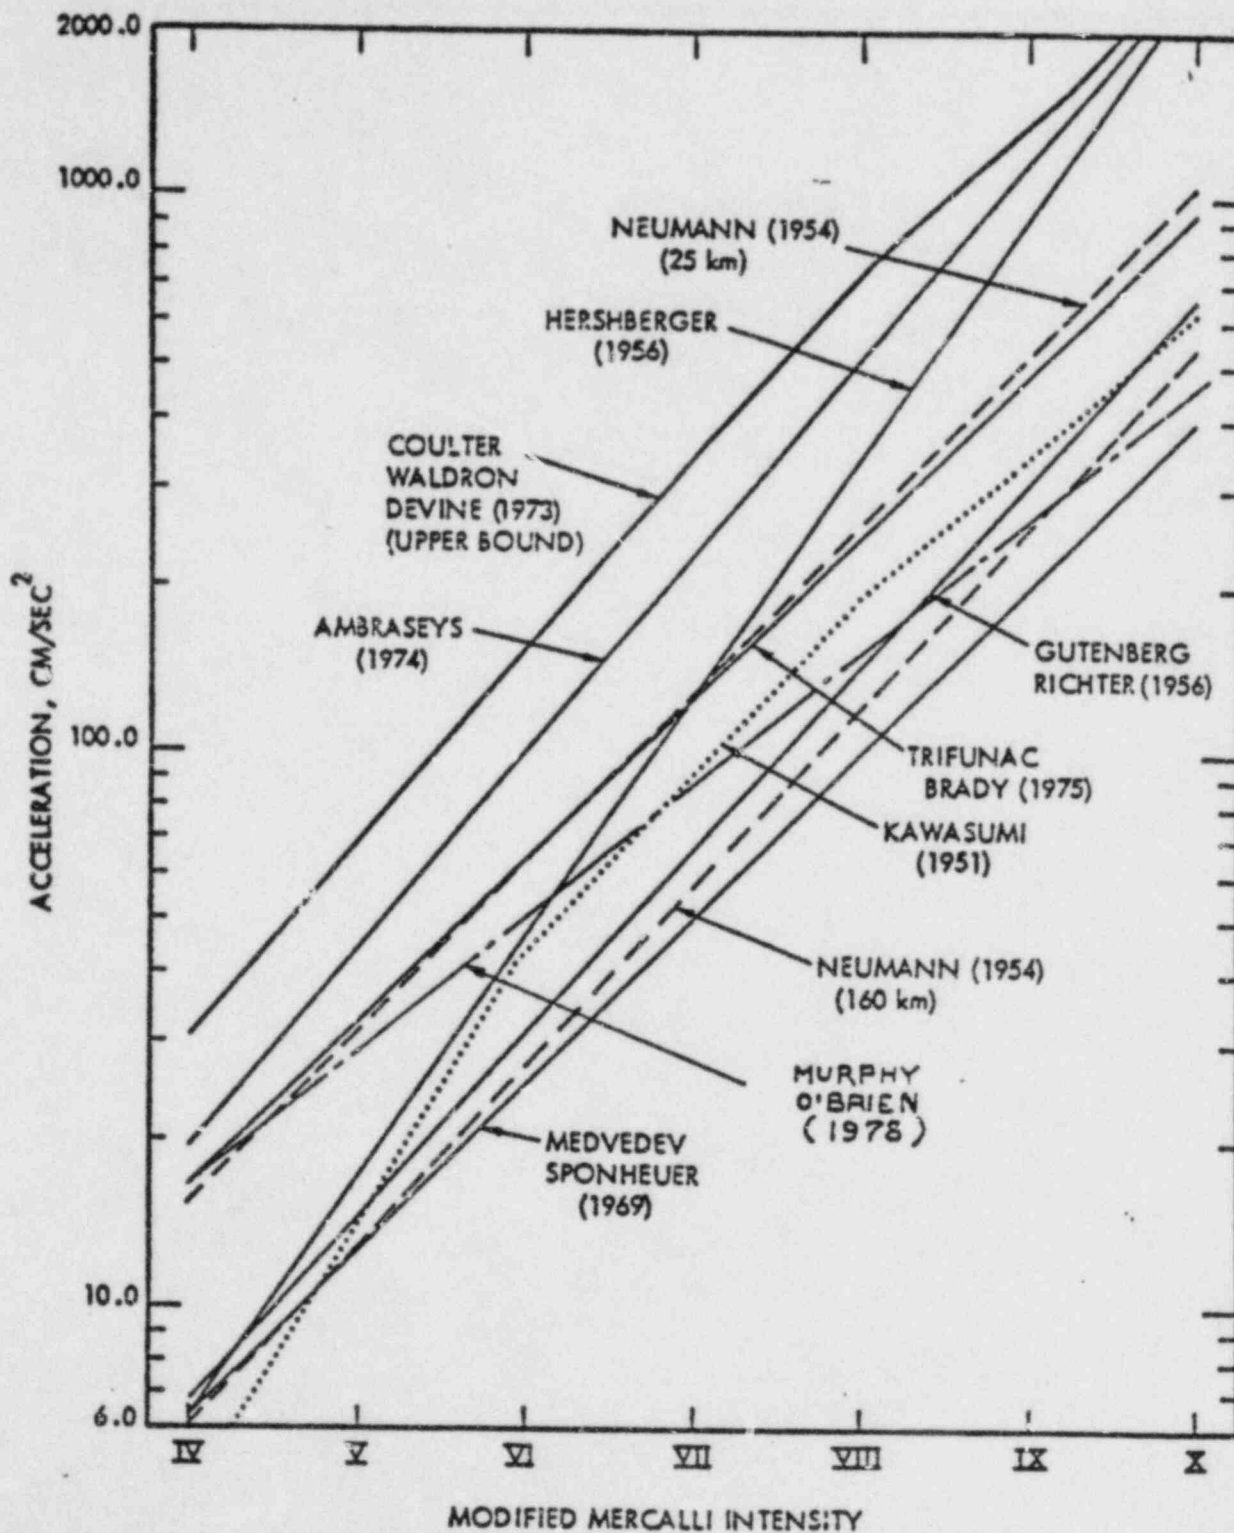 2000.0
1000.0
100.0
10.0
6.0
ACCELERATION, CM/SEC²
NEUMANN (1954)
(25 km)
HERSHBERGER
(1956)
COULTER
WALDRON
DEVINE (1973)
(UPPER BOUND)
AMBRASEYS
(1974)
GUTENBERG
RICHTER (1956)
TRIFUNAC
BRADY (1975)
KAWASUMI
(1951)
NEUMANN (1954)
(160 km)
MURPHY
O'BRIEN
(1978)
MEDVEDEV
SPONHEUER
(1969)
IV V VI VII VIII IX X
MODIFIED MERCALLI INTENSITY